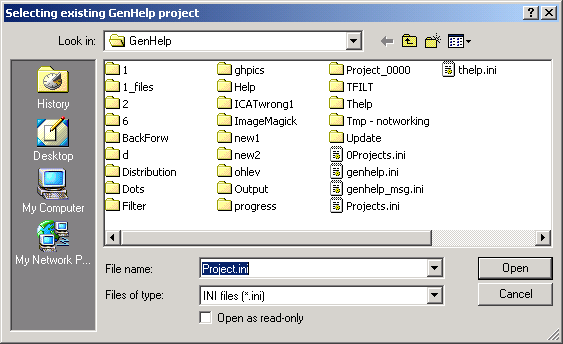 Selecting existing GenHelp project
Look in: GenHelp
History
Desktop
My Computer
My Network P...
1
1_files
2
6
BackForw
d
Distribution
Dots
Filter
ghpics
Help
ICATwrong1
ImageMagick
new1
new2
ohlev
Output
progress
Project_0000
TFILT
Thelp
Tmp - notworking
Update
0Projects.ini
genhelp.ini
genhelp_msg.ini
Projects.ini
thelp.ini
File name: Project.ini Open
Files of type: INI files (*.ini) Cancel
Open as read-only